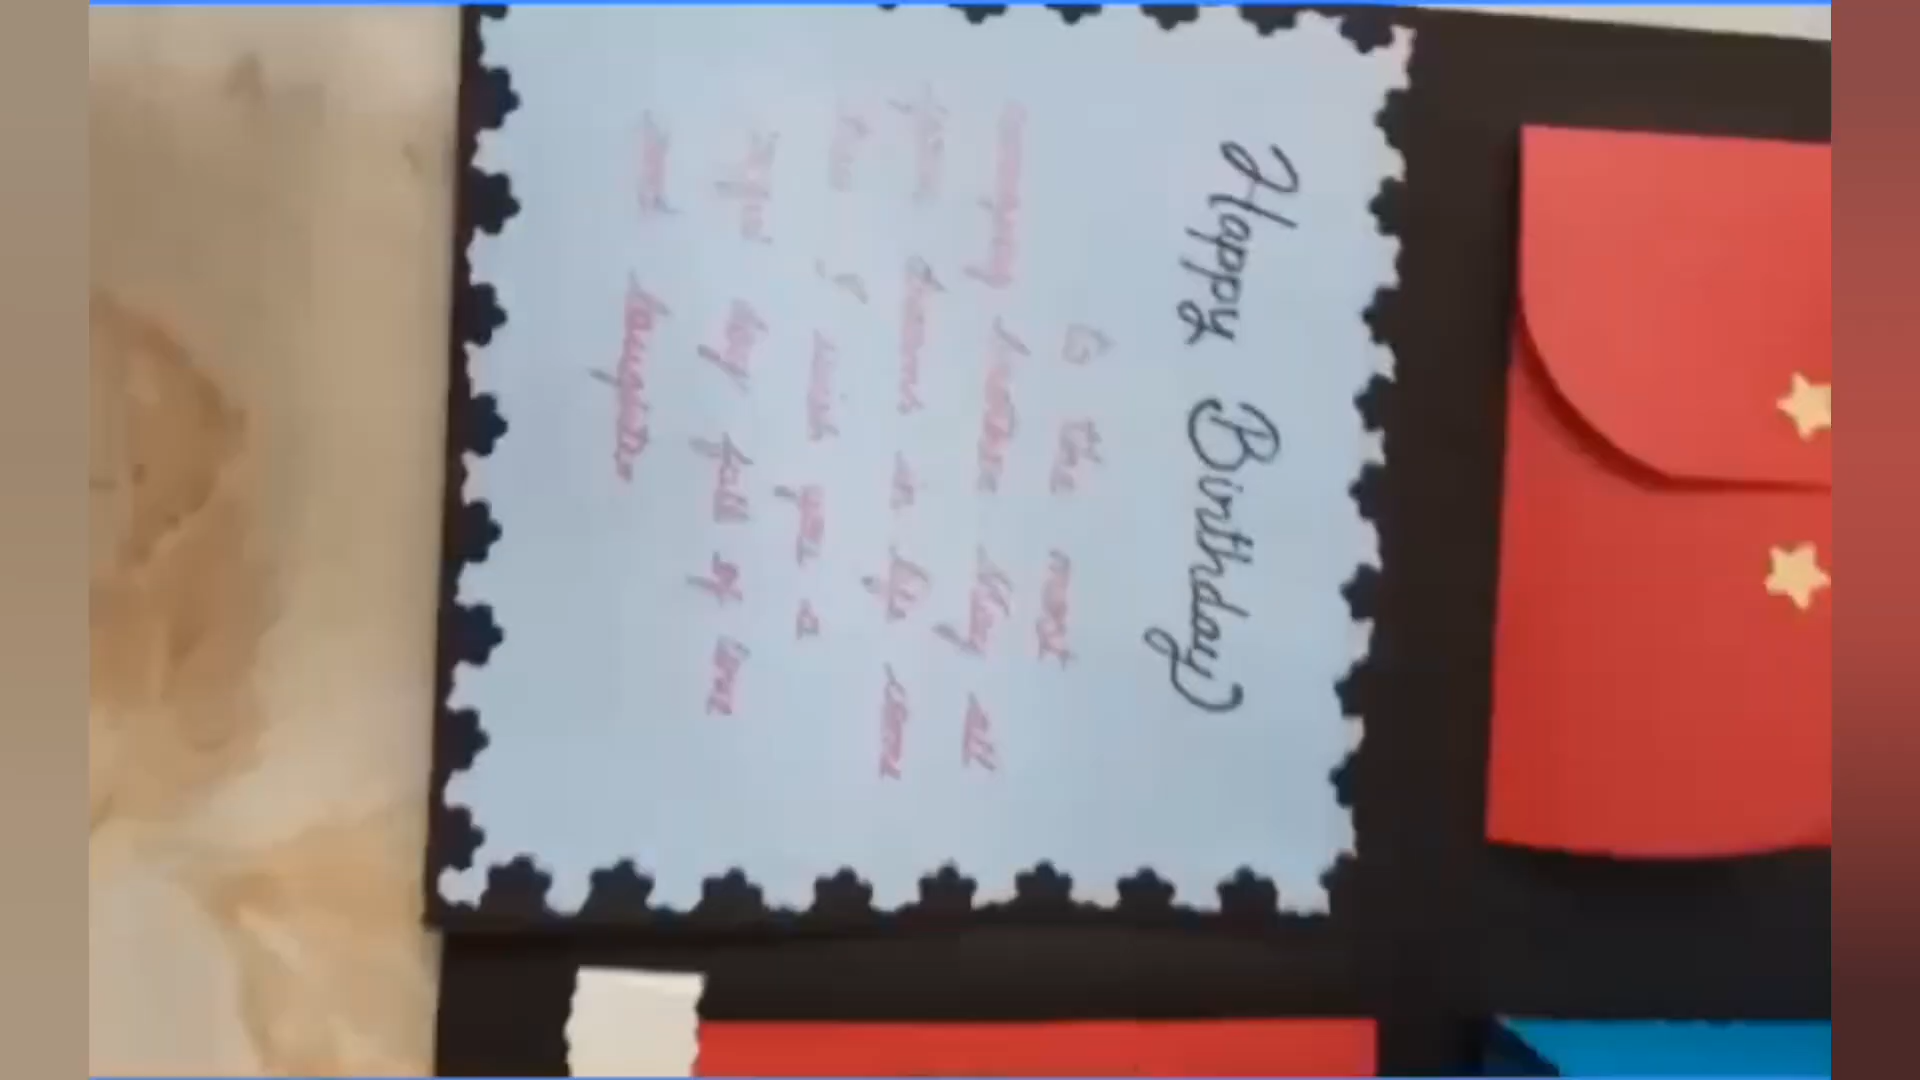 Happy Birthday
to the most
brother May all
your dreams in life come
true I wish you a
joyful day full of love
and laughter